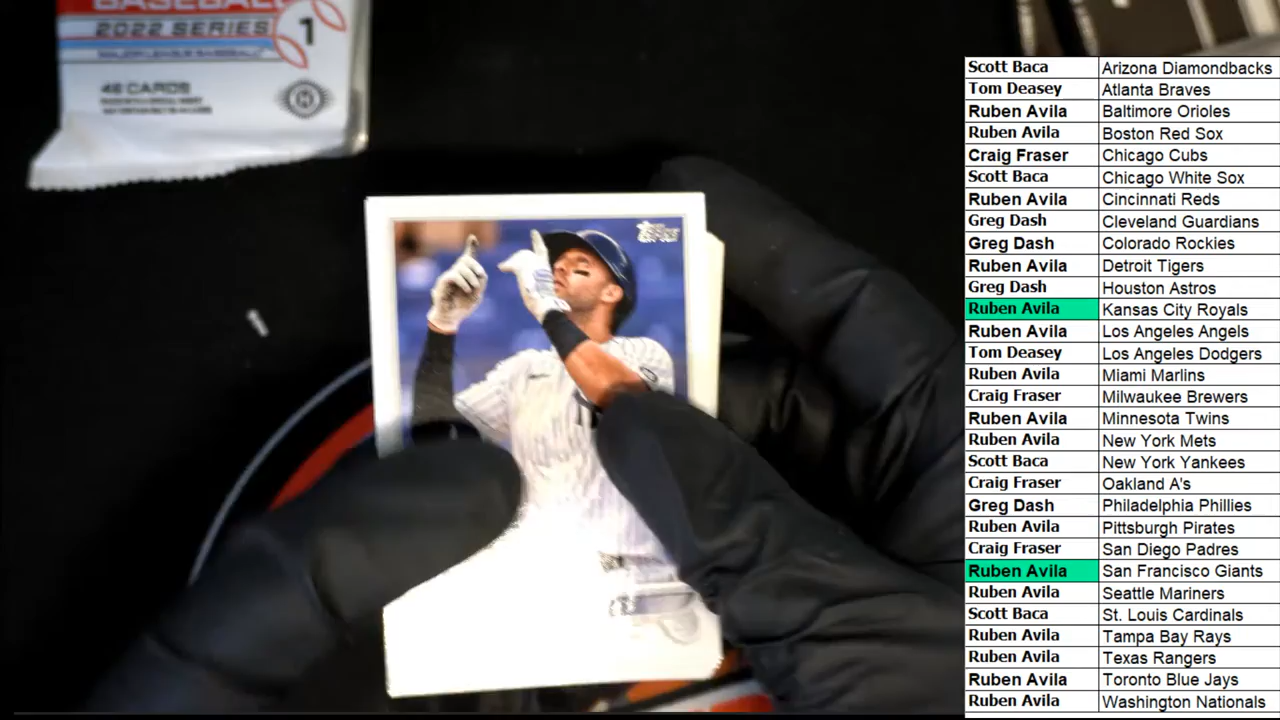 BASEBALL
2022 SERIES 1
MAJOR LEAGUE BASEBALL
46 CARDS
Topps
Scott Baca Arizona Diamondbacks
Tom Deasey Atlanta Braves
Ruben Avila Baltimore Orioles
Ruben Avila Boston Red Sox
Craig Fraser Chicago Cubs
Scott Baca Chicago White Sox
Ruben Avila Cincinnati Reds
Greg Dash Cleveland Guardians
Greg Dash Colorado Rockies
Ruben Avila Detroit Tigers
Greg Dash Houston Astros
Ruben Avila Kansas City Royals
Ruben Avila Los Angeles Angels
Tom Deasey Los Angeles Dodgers
Ruben Avila Miami Marlins
Craig Fraser Milwaukee Brewers
Ruben Avila Minnesota Twins
Ruben Avila New York Mets
Scott Baca New York Yankees
Craig Fraser Oakland A's
Greg Dash Philadelphia Phillies
Ruben Avila Pittsburgh Pirates
Craig Fraser San Diego Padres
Ruben Avila San Francisco Giants
Ruben Avila Seattle Mariners
Scott Baca St. Louis Cardinals
Ruben Avila Tampa Bay Rays
Ruben Avila Texas Rangers
Ruben Avila Toronto Blue Jays
Ruben Avila Washington Nationals